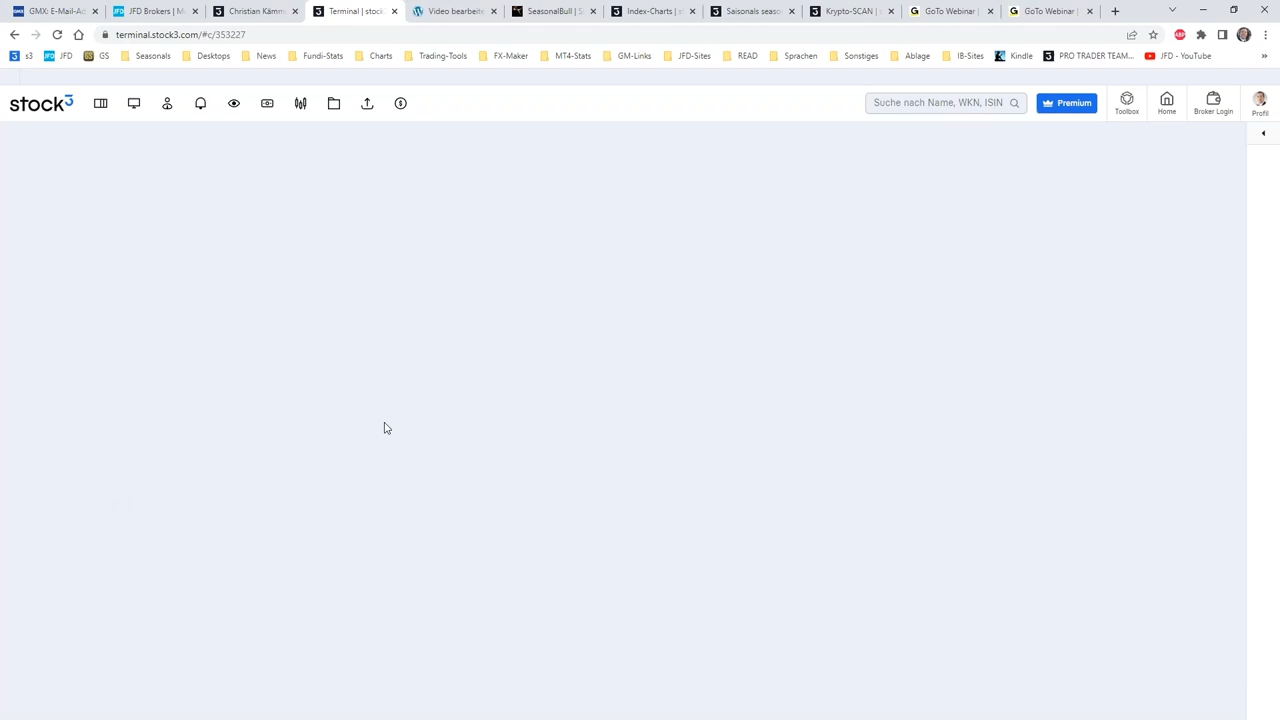 GMX: E-Mail-Ad
JFD Brokers | M
Christian Kämme
Terminal | stock
Video bearbeite
SeasonalBull | S
Index-Charts | s
Saisonals seaso
Krypto-SCAN | s
GoTo Webinar |
GoTo Webinar |
terminal.stock3.com/#c/353227
s3 JFD GS Seasonals Desktops News Fundi-Stats Charts Trading-Tools FX-Maker MT4-Stats GM-Links JFD-Sites READ Sprachen Sonstiges Ablage IB-Sites Kindle PRO TRADER TEAM... JFD - YouTube »
stock3
Suche nach Name, WKN, ISIN
Premium
Toolbox
Home
Broker Login
Profil